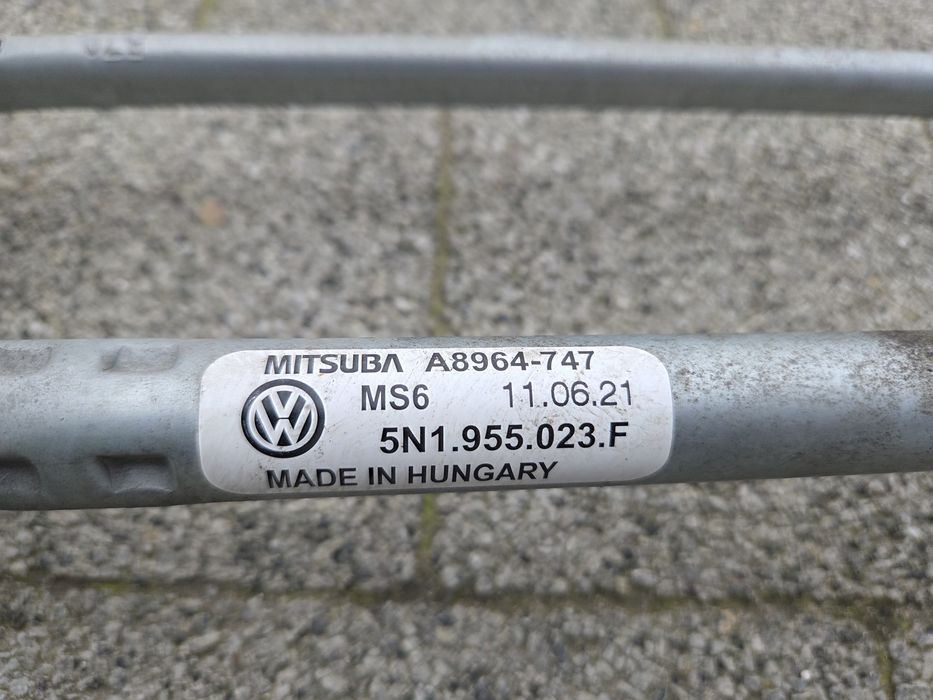 MITSUBA A8964-747
MS6 11.06.21
5N1.955.023.F
MADE IN HUNGARY